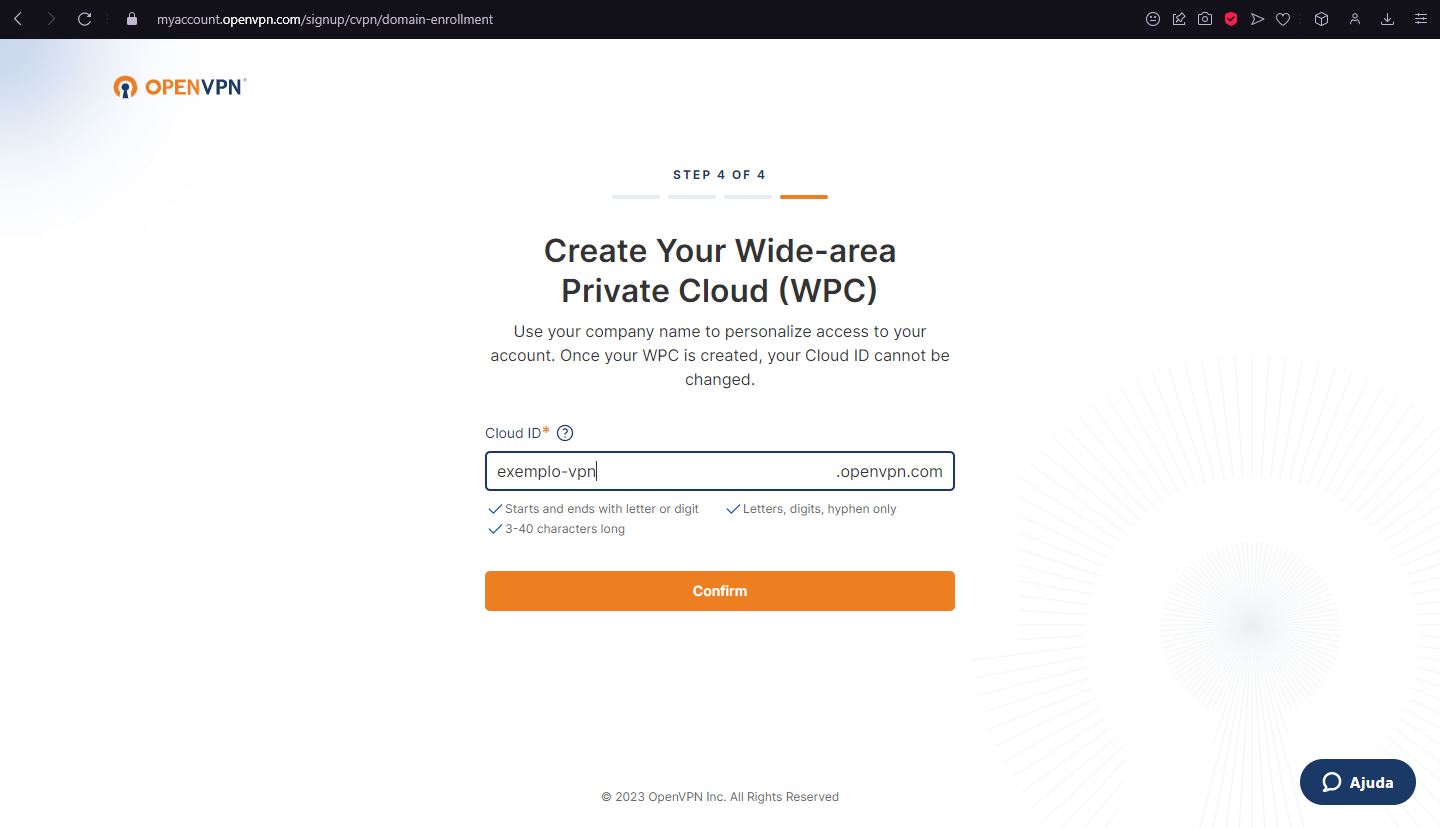 myaccount.openvpn.com/signup/cvpn/domain-enrollment
OPENVPN
STEP 4 OF 4
Create Your Wide-area
Private Cloud (WPC)
Use your company name to personalize access to your
account. Once your WPC is created, your Cloud ID cannot be
changed.
Cloud ID*
exemplo-vpn .openvpn.com
Starts and ends with letter or digit Letters, digits, hyphen only
3-40 characters long
Confirm
Ajuda
© 2023 OpenVPN Inc. All Rights Reserved